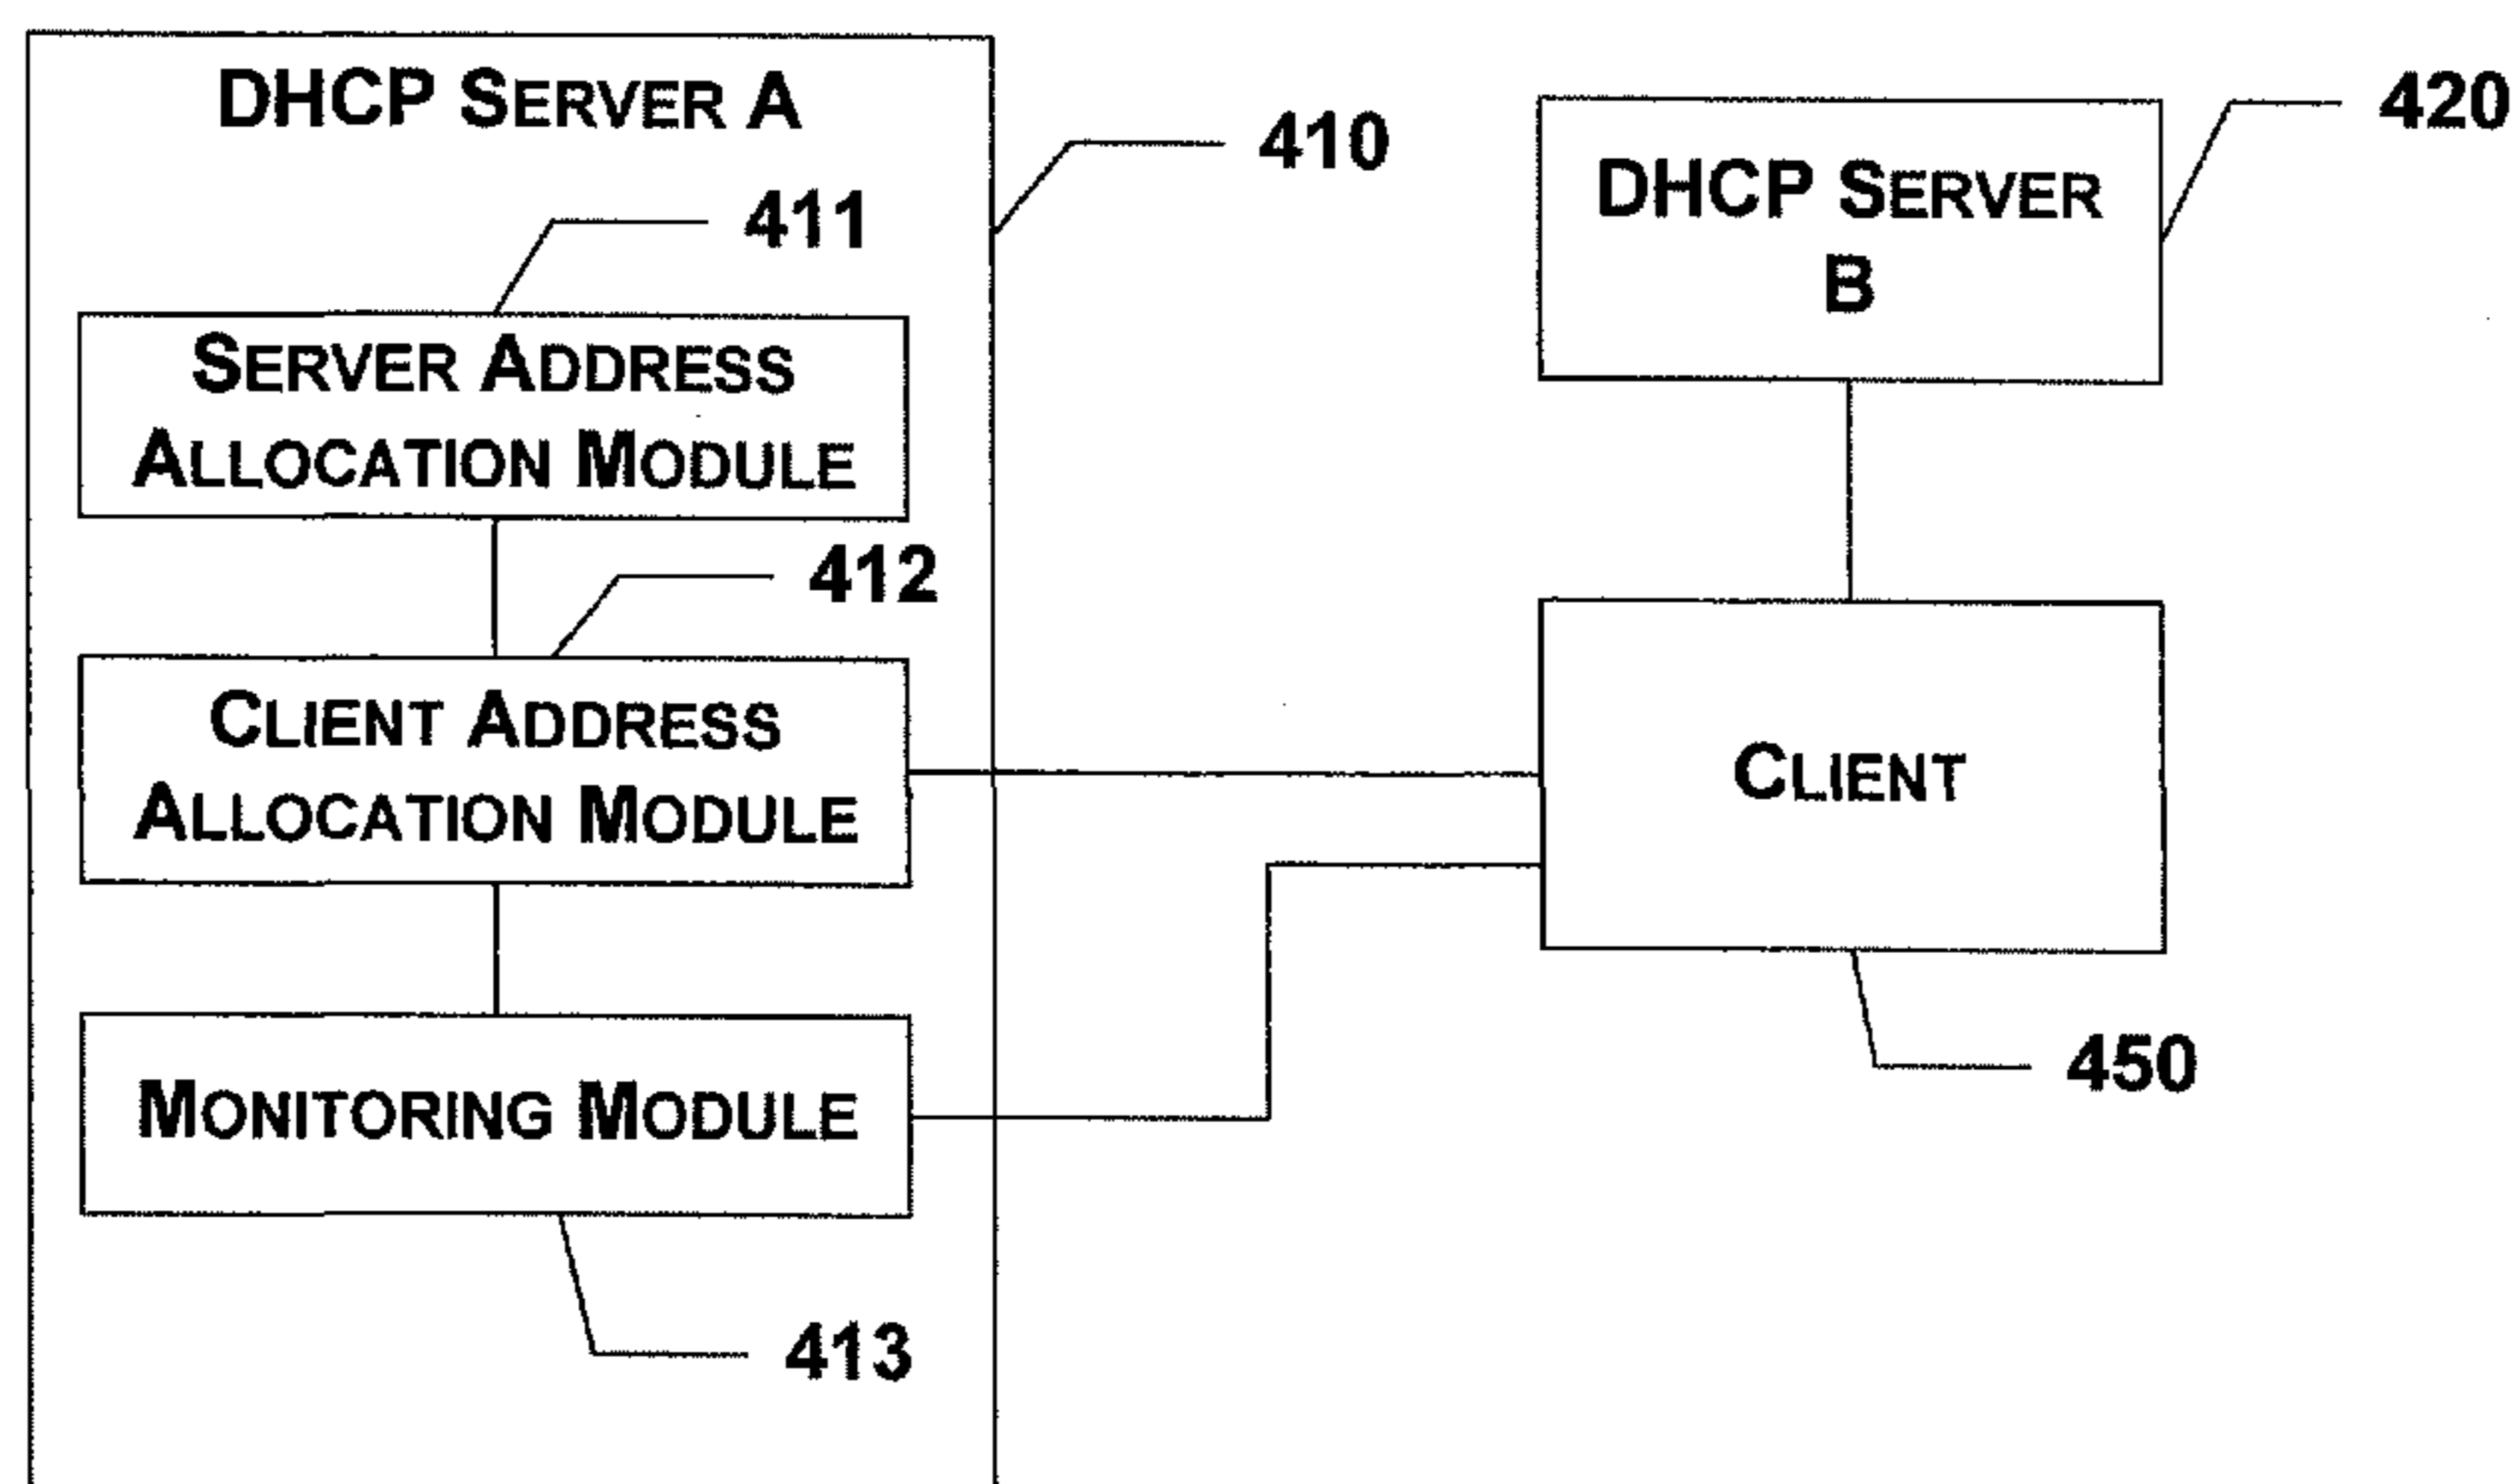 DHCP SERVER A
410
420
411
DHCP SERVER
B
SERVER ADDRESS
ALLOCATION MODULE
412
CLIENT ADDRESS
ALLOCATION MODULE
CLIENT
MONITORING MODULE
450
413